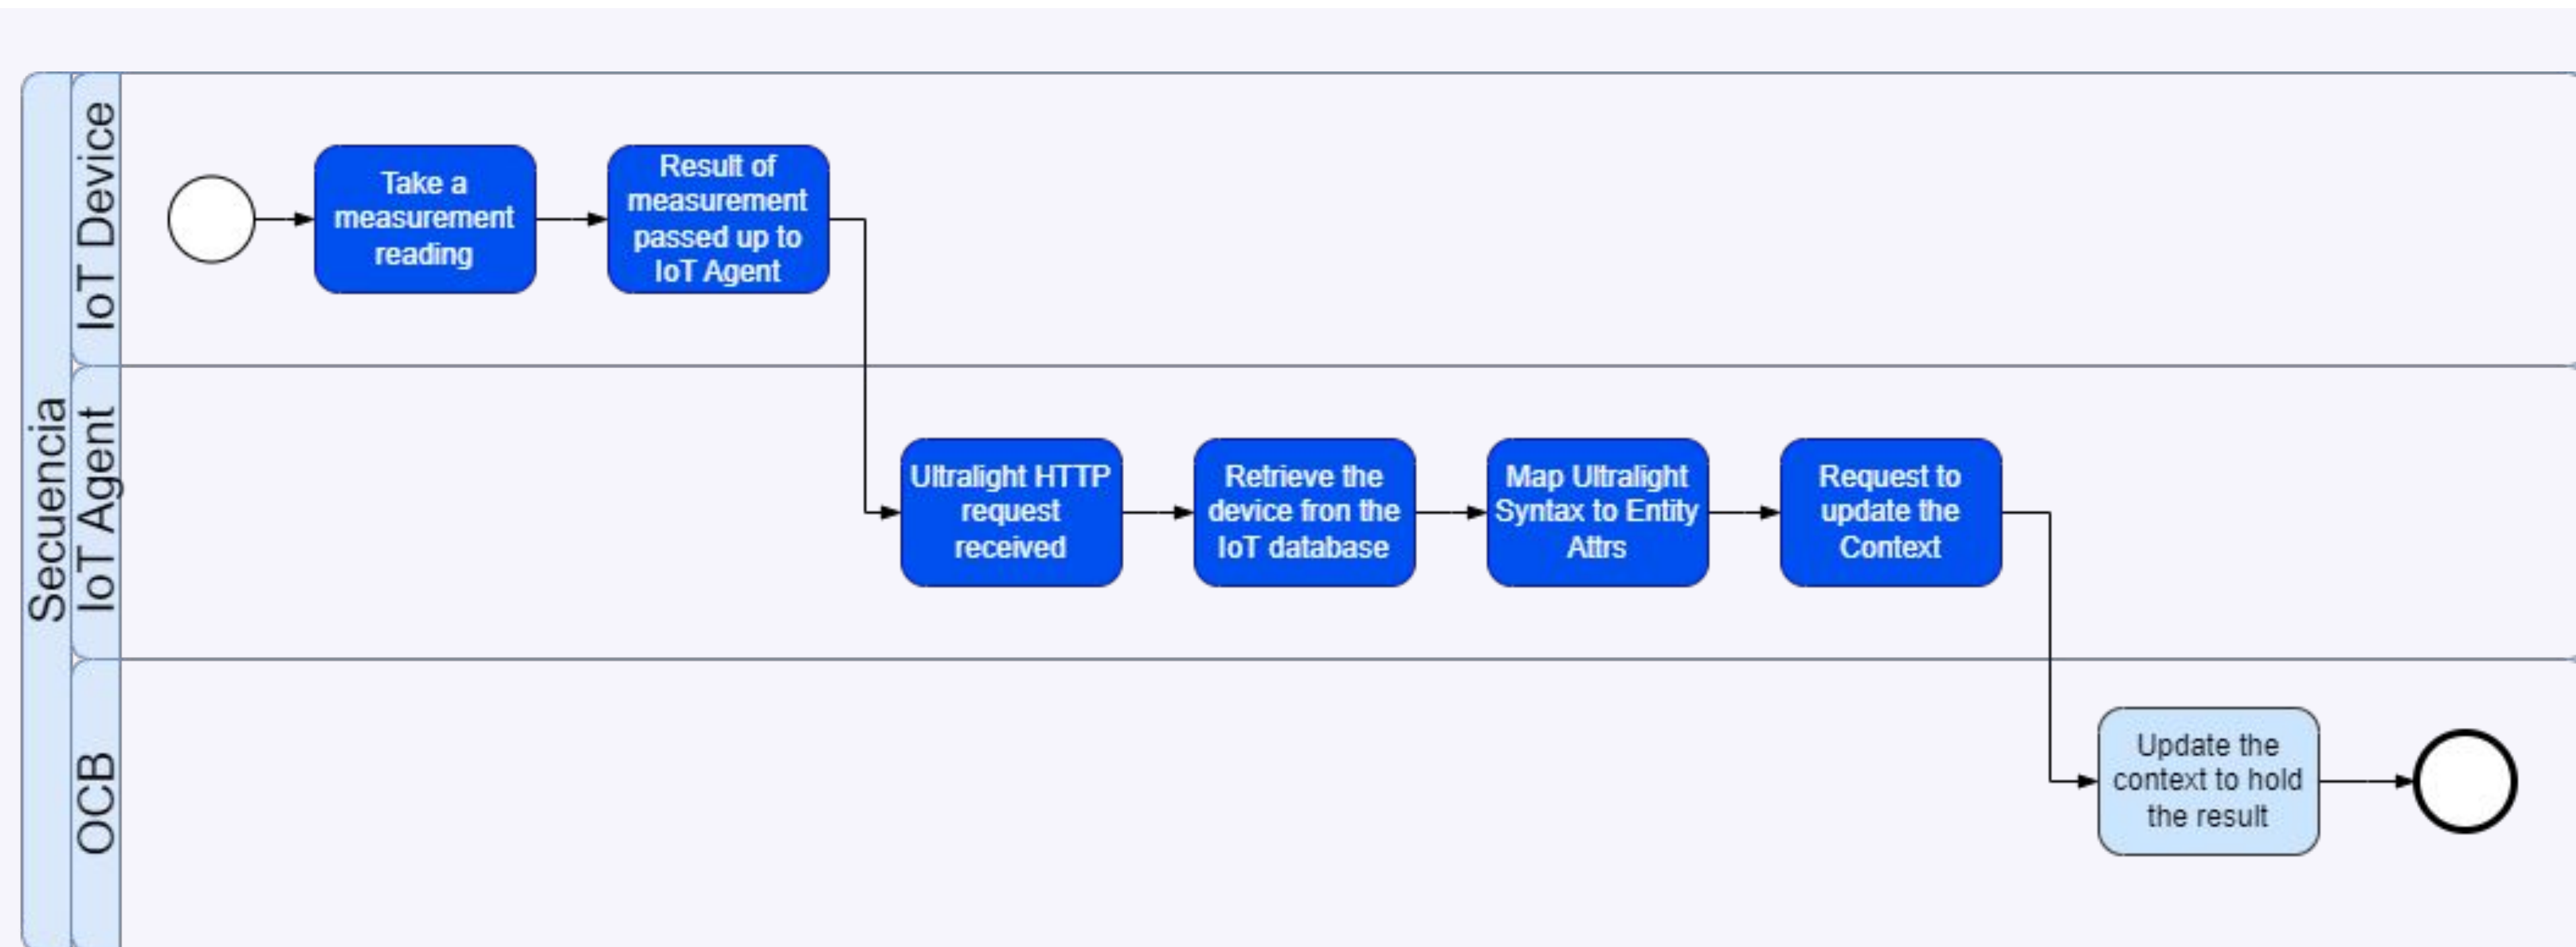 Secuencia
IoT Device
Take a
measurement
reading
Result of
measurement
passed up to
IoT Agent
IoT Agent
Ultralight HTTP
request
received
Retrieve the
device fron the
IoT database
Map Ultralight
Syntax to Entity
Attrs
Request to
update the
Context
OCB
Update the
context to hold
the result